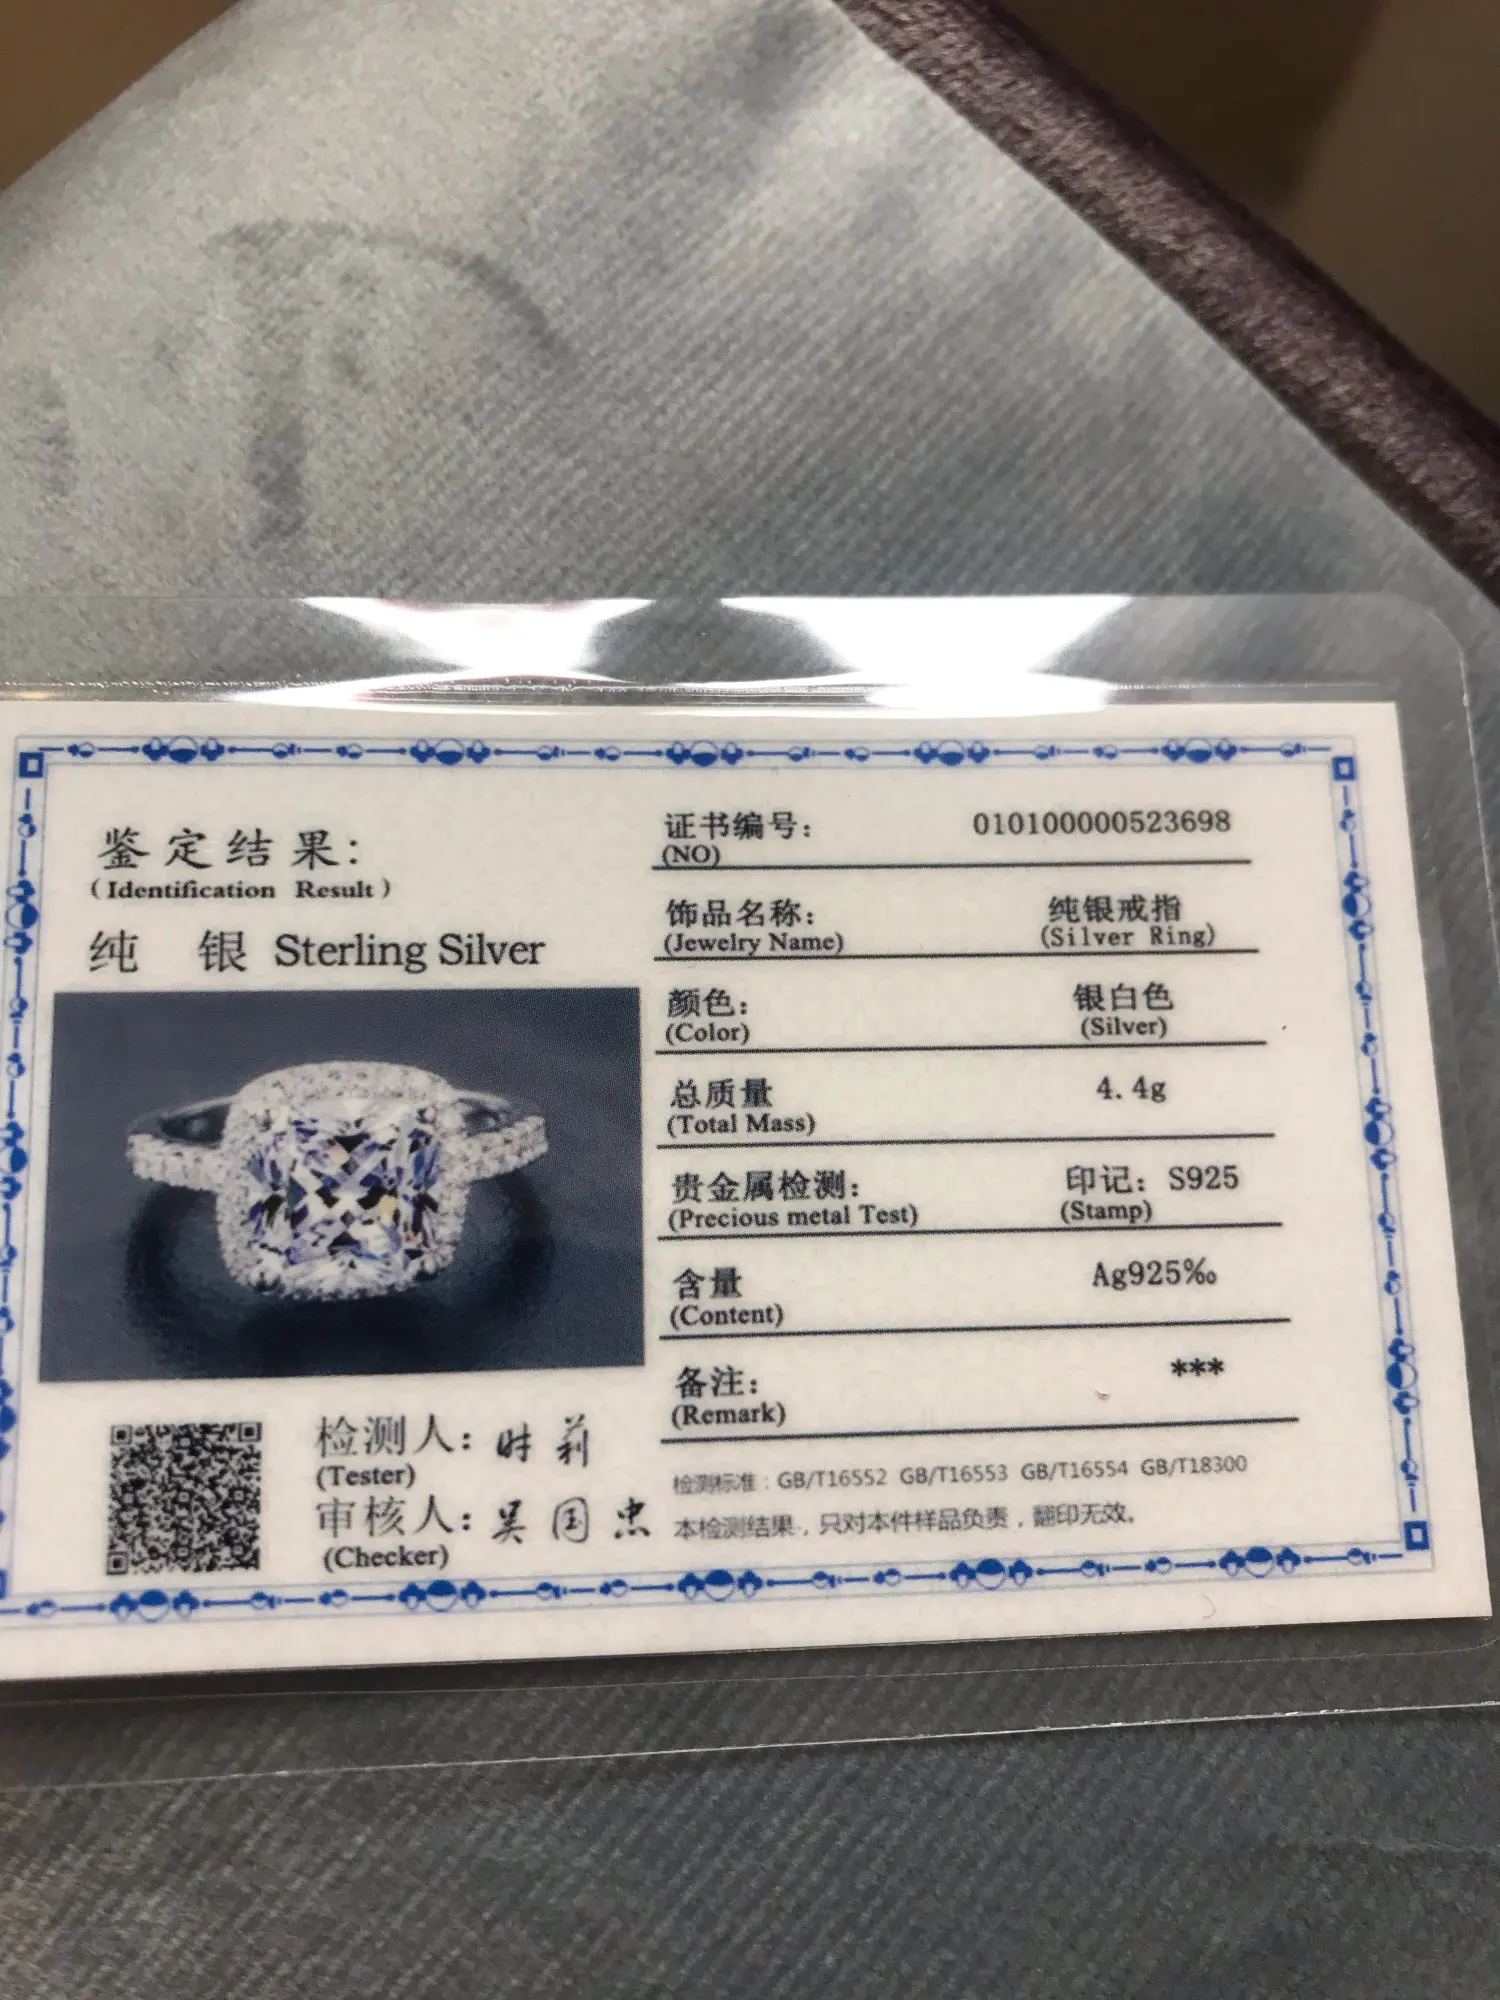 鉴定结果:
(Identification Result)
纯 银 Sterling Silver
证书编号: 010100000523698
(NO)
饰品名称: 纯银戒指
(Jewelry Name) (Silver Ring)
颜色: 银白色
(Color) (Silver)
总质量 4.4g
(Total Mass)
贵金属检测: 印记: S925
(Precious metal Test) (Stamp)
含量 Ag925‰
(Content)
备注: ***
(Remark)
检测人: 时莉
(Tester)
审核人: 吴国忠
(Checker)
检测标准:GB/T16552 GB/T16553 GB/T16554 GB/T18300
本检测结果,只对本件样品负责,翻印无效。